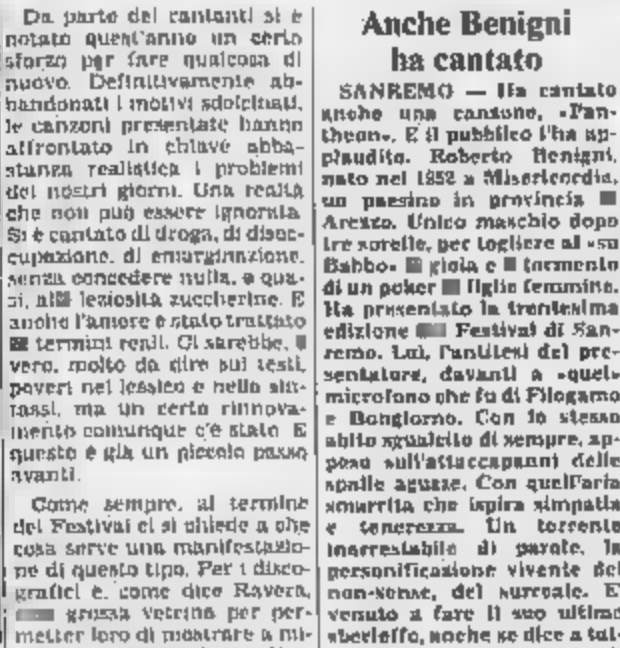 Da parte dei cantanti si è
notato quest'anno un certo
sforzo per fare qualcosa di
nuovo. Definitivamente ab-
bandonati i motivi sdolcinati,
le canzoni presentate hanno
affrontato in chiave abba-
stanza realistica i problemi
dei nostri giorni. Una realtà
che non può essere ignorata.
Si è cantato di droga, di disoc-
cupazione, di emarginazione,
senza concedere nulla, o qua-
si, leziosità zuccherine. E
anche l'amore è stato trattato
termini reali. Ci sarebbe,
vero, molto da dire sui testi,
poveri nel lessico e nella sin-
tassi, ma un certo rinnova-
mento comunque c'è stato. E
questo è già un piccolo passo
avanti.
Come sempre, al termine
del Festival ci si chiede a che
cosa serve una manifestazio-
ne di questo tipo. Per i disco-
grafici è, come dice Ravera,
grossa vetrina per per-
metter loro di mostrare a mi-
Anche Benigni
ha cantato
SANREMO — Ha cantato
anche una canzone, «Pan-
theon». E il pubblico l'ha ap-
plaudito. Roberto Benigni,
nato nel 1952 a Misericordia,
un paesino in provincia
Arezzo. Unico maschio dopo
tre sorelle, per togliere al «su
Babbo» gioia e tormento
di un poker figlie femmine.
Ha presentato la trentesima
edizione Festival di San-
remo. Lui, l'antitesi del pre-
sentatore, davanti a «quel»
microfono che fu di Filogamo
e Bongiorno. Con lo stesso
abito sgualcito di sempre, ap-
peso sull'attaccapanni delle
spalle aguzze. Con quell'aria
smarrita che ispira simpatia
e tenerezza. Un torrente
inarrestabile di parole, la
personificazione vivente del
non-sense, del surreale. E'
venuto a fare il suo ultimo
sberleffo, anche se dice a tut-